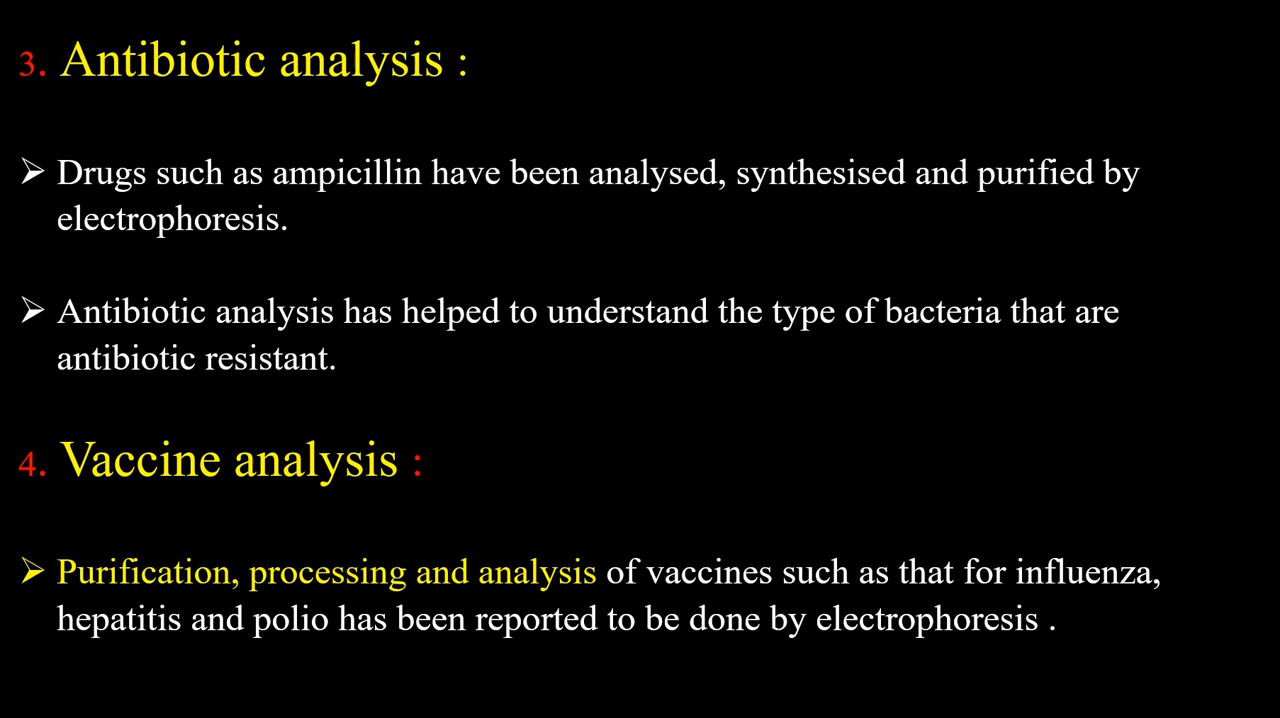 3. Antibiotic analysis :
➢ Drugs such as ampicillin have been analysed, synthesised and purified by
electrophoresis.
➢ Antibiotic analysis has helped to understand the type of bacteria that are
antibiotic resistant.
4. Vaccine analysis :
➢ Purification, processing and analysis of vaccines such as that for influenza,
hepatitis and polio has been reported to be done by electrophoresis .